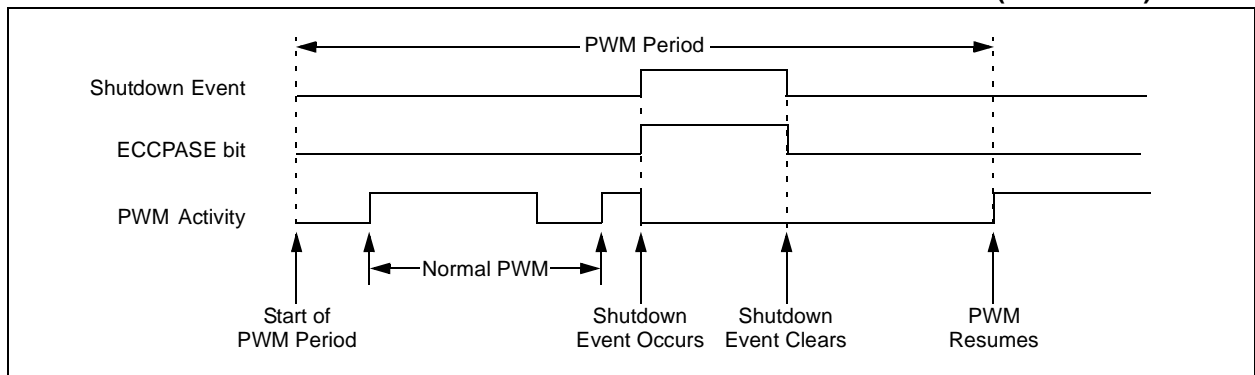 PWM Period
Shutdown Event
ECCPASE bit
PWM Activity
Normal PWM
Start of
PWM Period
Shutdown
Event Occurs
Shutdown
Event Clears
PWM
Resumes